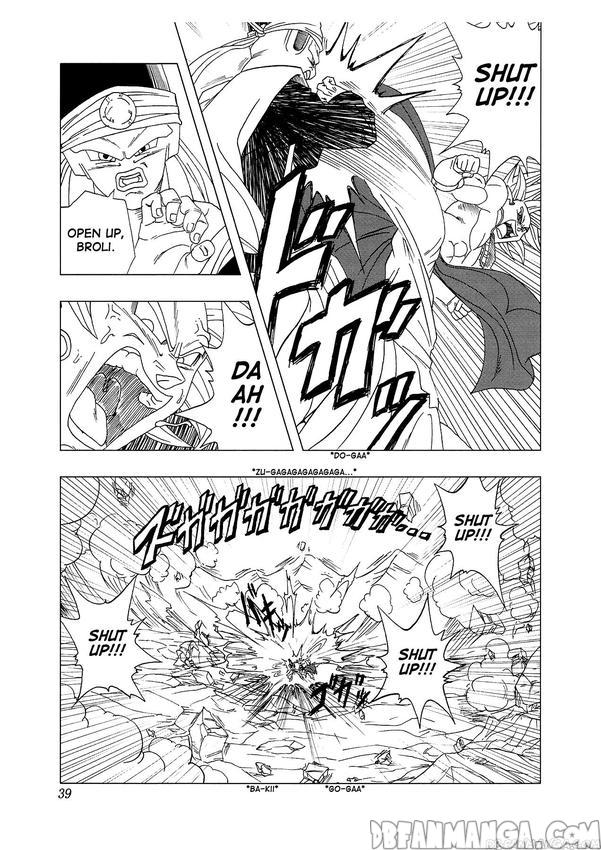 SHUT
UP!!!
OPEN UP,
BROLI.
ドガガ
DA
AH
!!!
*DO-GAA*
*ZU-GAGAGAGAGAGAGA...*
ドガガガガガガガ...
SHUT
UP!!!
SHUT
UP!!!
SHUT
UP!!!
バキッ
ゴガッ
*BA-KII*
*GO-GAA*
39
DBFANMANGA.COM